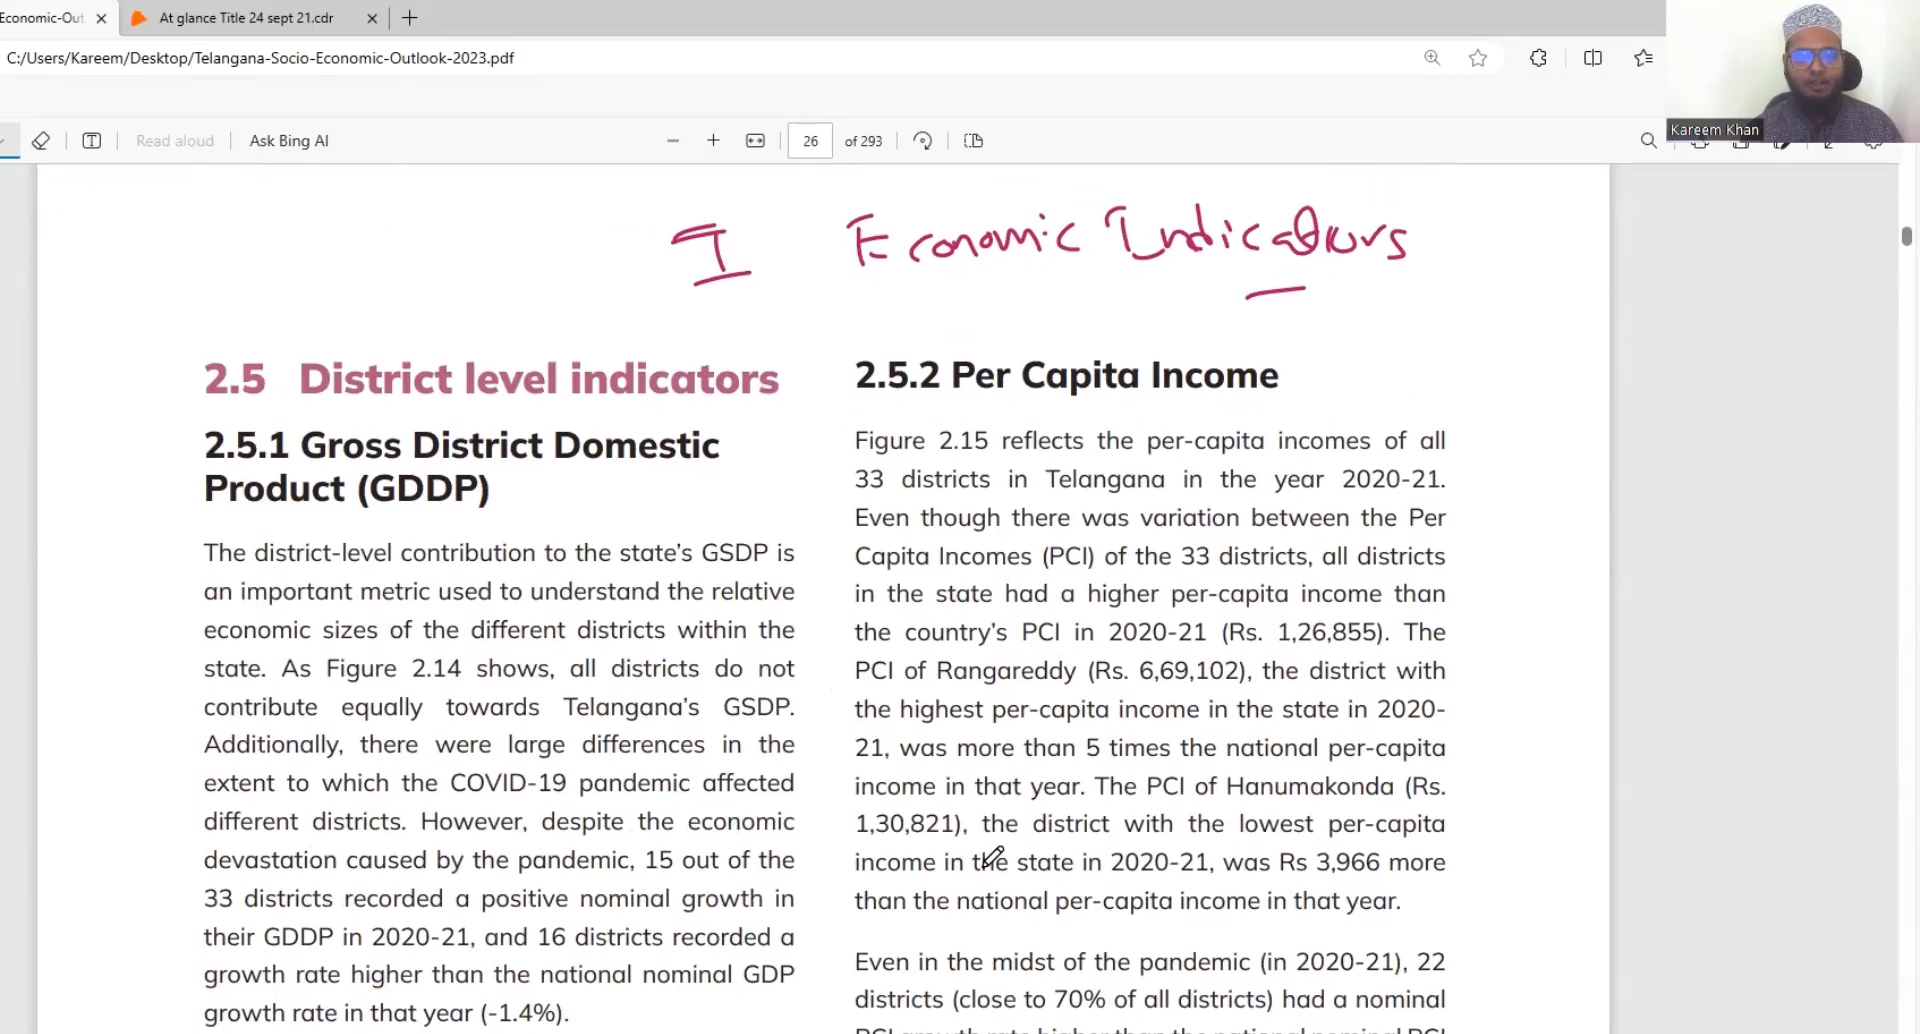 Economic-Out
At glance Title 24 sept 21.cdr
C:/Users/Kareem/Desktop/Telangana-Socio-Economic-Outlook-2023.pdf
Kareem Khan
Read aloud
Ask Bing AI
26
of 293
I Economic Indicators
2.5 District level indicators
2.5.1 Gross District Domestic
Product (GDDP)
The district-level contribution to the state's GSDP is
an important metric used to understand the relative
economic sizes of the different districts within the
state. As Figure 2.14 shows, all districts do not
contribute equally towards Telangana's GSDP.
Additionally, there were large differences in the
extent to which the COVID-19 pandemic affected
different districts. However, despite the economic
devastation caused by the pandemic, 15 out of the
33 districts recorded a positive nominal growth in
their GDDP in 2020-21, and 16 districts recorded a
growth rate higher than the national nominal GDP
growth rate in that year (-1.4%).
2.5.2 Per Capita Income
Figure 2.15 reflects the per-capita incomes of all
33 districts in Telangana in the year 2020-21.
Even though there was variation between the Per
Capita Incomes (PCI) of the 33 districts, all districts
in the state had a higher per-capita income than
the country's PCI in 2020-21 (Rs. 1,26,855). The
PCI of Rangareddy (Rs. 6,69,102), the district with
the highest per-capita income in the state in 2020-
21, was more than 5 times the national per-capita
income in that year. The PCI of Hanumakonda (Rs.
1,30,821), the district with the lowest per-capita
income in the state in 2020-21, was Rs 3,966 more
than the national per-capita income in that year.
Even in the midst of the pandemic (in 2020-21), 22
districts (close to 70% of all districts) had a nominal
PCI growth rate higher than the national nominal PCI